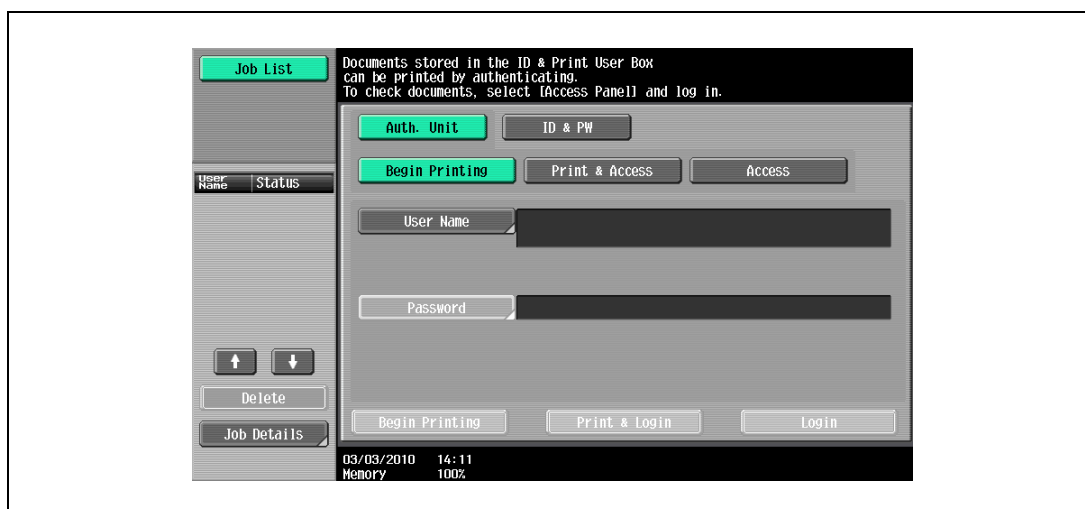 Job List
Documents stored in the ID & Print User Box
can be printed by authenticating.
To check documents, select [Access Panel] and log in.
Auth. Unit
ID & PW
Begin Printing
Print & Access
Access
User Name
Status
User Name
Password
Delete
Job Details
Begin Printing
Print & Login
Login
03/03/2010 14:11
Memory 100%